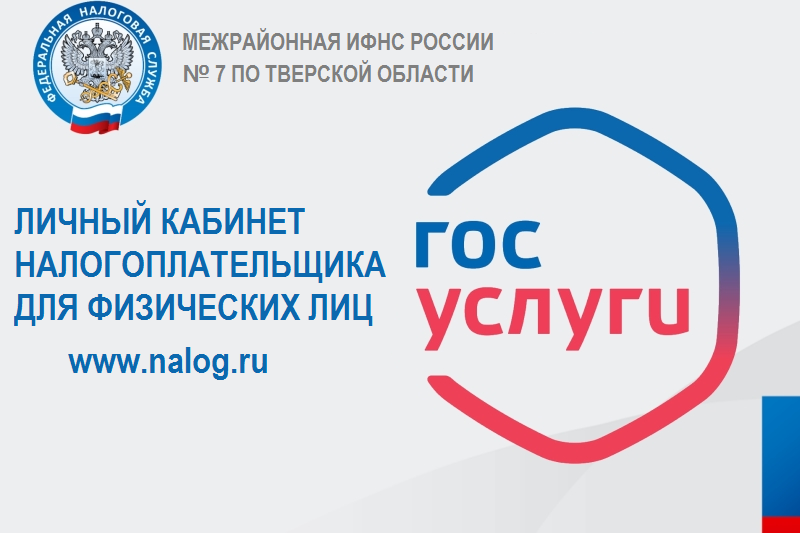 ФЕДЕРАЛЬНАЯ НАЛОГОВАЯ СЛУЖБА
МЕЖРАЙОННАЯ ИФНС РОССИИ
№ 7 ПО ТВЕРСКОЙ ОБЛАСТИ
ЛИЧНЫЙ КАБИНЕТ
НАЛОГОПЛАТЕЛЬЩИКА
ДЛЯ ФИЗИЧЕСКИХ ЛИЦ
www.nalog.ru
гос
услуги